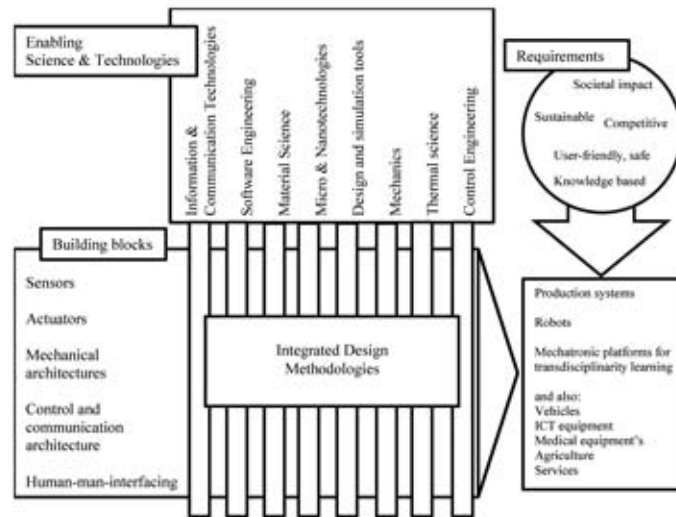 Enabling
Science & Technologies
Information &
Communication Technologies
Software Engineering
Material Science
Micro & Nanotechnologies
Design and simulation tools
Mechanics
Thermal science
Control Engineering
Requirements
Societal impact
Sustainable
Competitive
User-friendly, safe
Knowledge based
Building blocks
Sensors
Actuators
Mechanical
architectures
Control and
communication
architecture
Human-man-interfacing
Integrated Design
Methodologies
Production systems
Robots
Mechatronic platforms for
transdisciplinarity learning
and also:
Vehicles
ICT equipment
Medical equipment's
Agriculture
Services